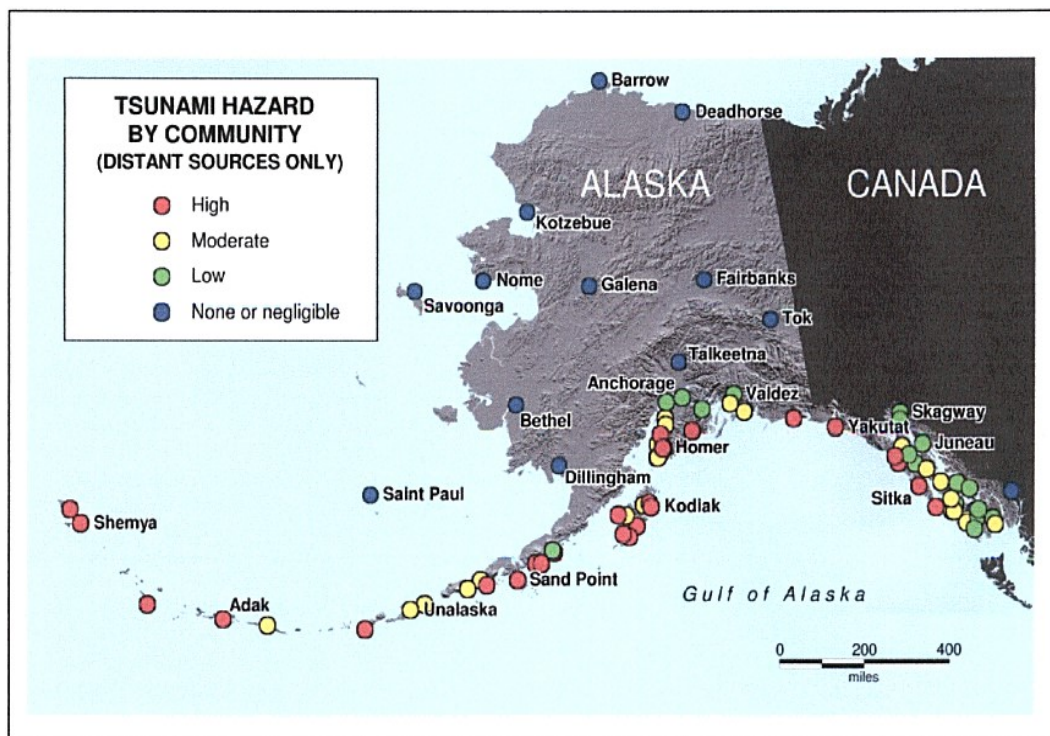 TSUNAMI HAZARD
BY COMMUNITY
(DISTANT SOURCES ONLY)
High
Moderate
Low
None or negligible
Barrow
Deadhorse
ALASKA
CANADA
Kotzebue
Nome
Galena
Fairbanks
Savoonga
Tok
Talkeetna
Anchorage
Valdez
Bethel
Skagway
Yakutat
Juneau
Homer
Dillingham
Saint Paul
Sitka
Kodiak
Shemya
Sand Point
Adak
Unalaska
Gulf of Alaska
0 200 400
miles